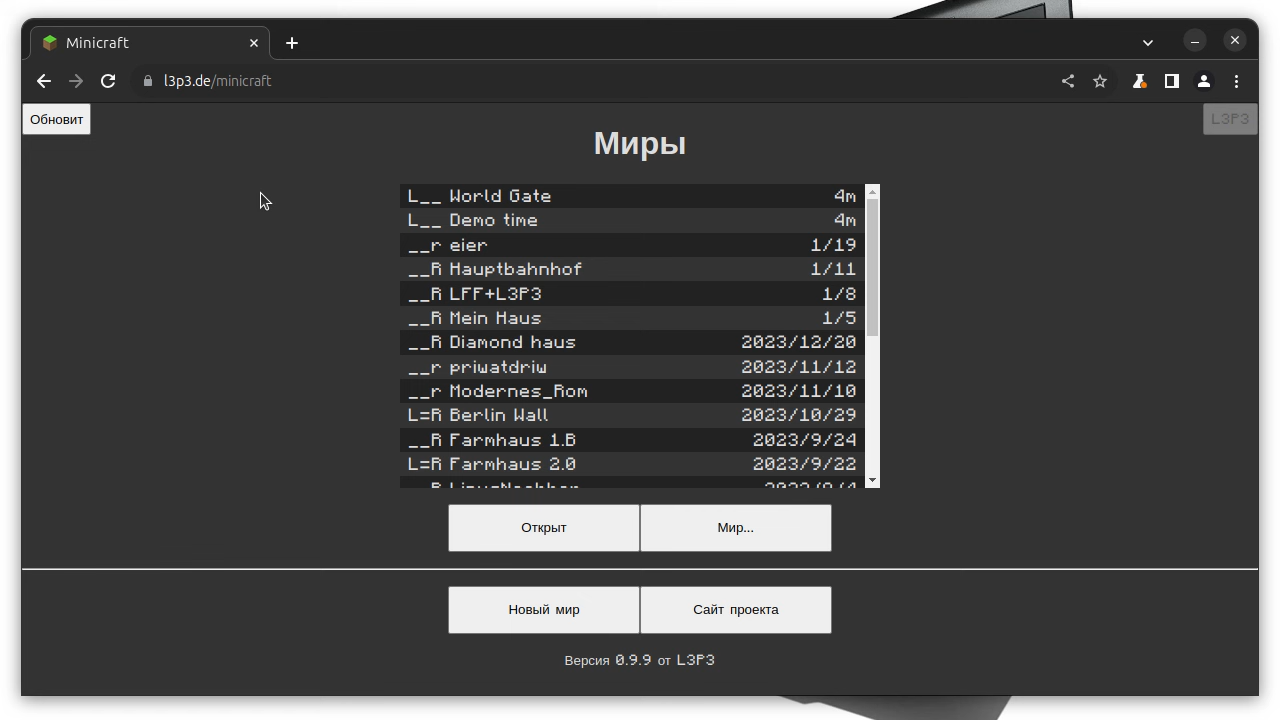 Minicraft
l3p3.de/minicraft
Обновит
L3P3
Миры
L__ World Gate 4m
L__ Demo time 4m
__r eier 1/19
__R Hauptbahnhof 1/11
__R LFF+L3P3 1/8
__R Mein Haus 1/5
__R Diamond haus 2023/12/20
__r priwatdriw 2023/11/12
__r Modernes_Rom 2023/11/10
L=R Berlin Wall 2023/10/29
__R Farmhaus 1.B 2023/9/24
L=R Farmhaus 2.0 2023/9/22
Открыт
Мир...
Новый мир
Сайт проекта
Версия 0.9.9 от L3P3